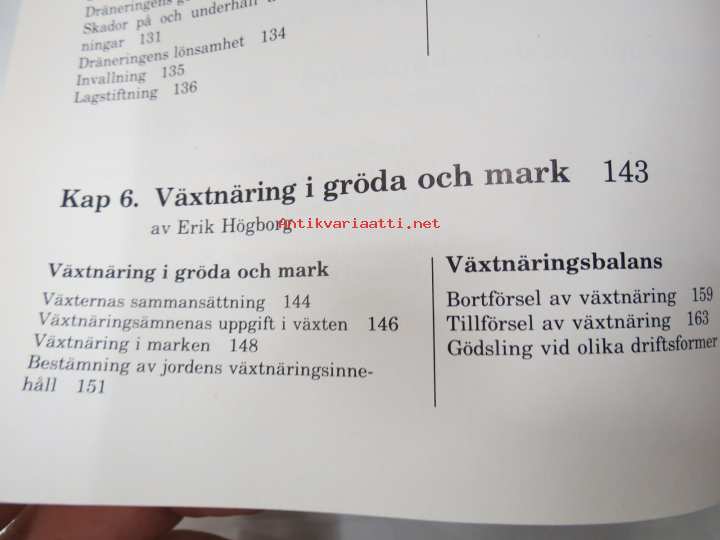 Dräneringens
Skador på och underhåll
ningar 131
Dräneringens lönsamhet 134
Invallning 135
Lagstiftning 136
Kap 6. Växtnäring i gröda och mark 143
av Erik Högborg
Antikvariaatti.net
Växtnäring i gröda och mark
Växternas sammansättning 144
Växtnäringsämnenas uppgift i växten 146
Växtnäring i marken 148
Bestämning av jordens växtnäringsinne-
håll 151
Växtnäringsbalans
Bortförsel av växtnäring 159
Tillförsel av växtnäring 163
Gödsling vid olika driftsformer